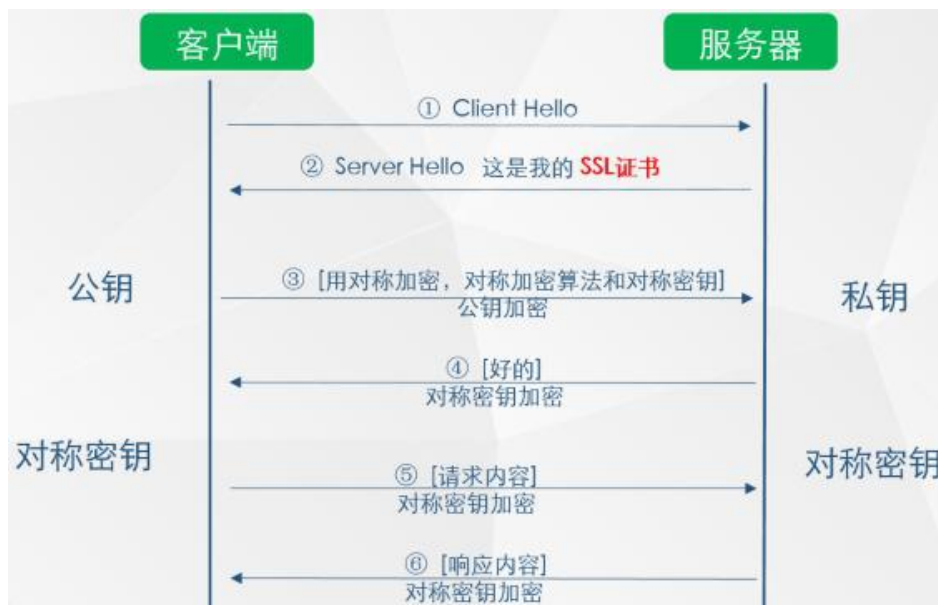 客户端
服务器
① Client Hello
② Server Hello 这是我的 SSL证书
公钥
③ [用对称加密，对称加密算法和对称密钥]
公钥加密
私钥
④ [好的]
对称密钥加密
对称密钥
对称密钥
⑤ [请求内容]
对称密钥加密
⑥ [响应内容]
对称密钥加密